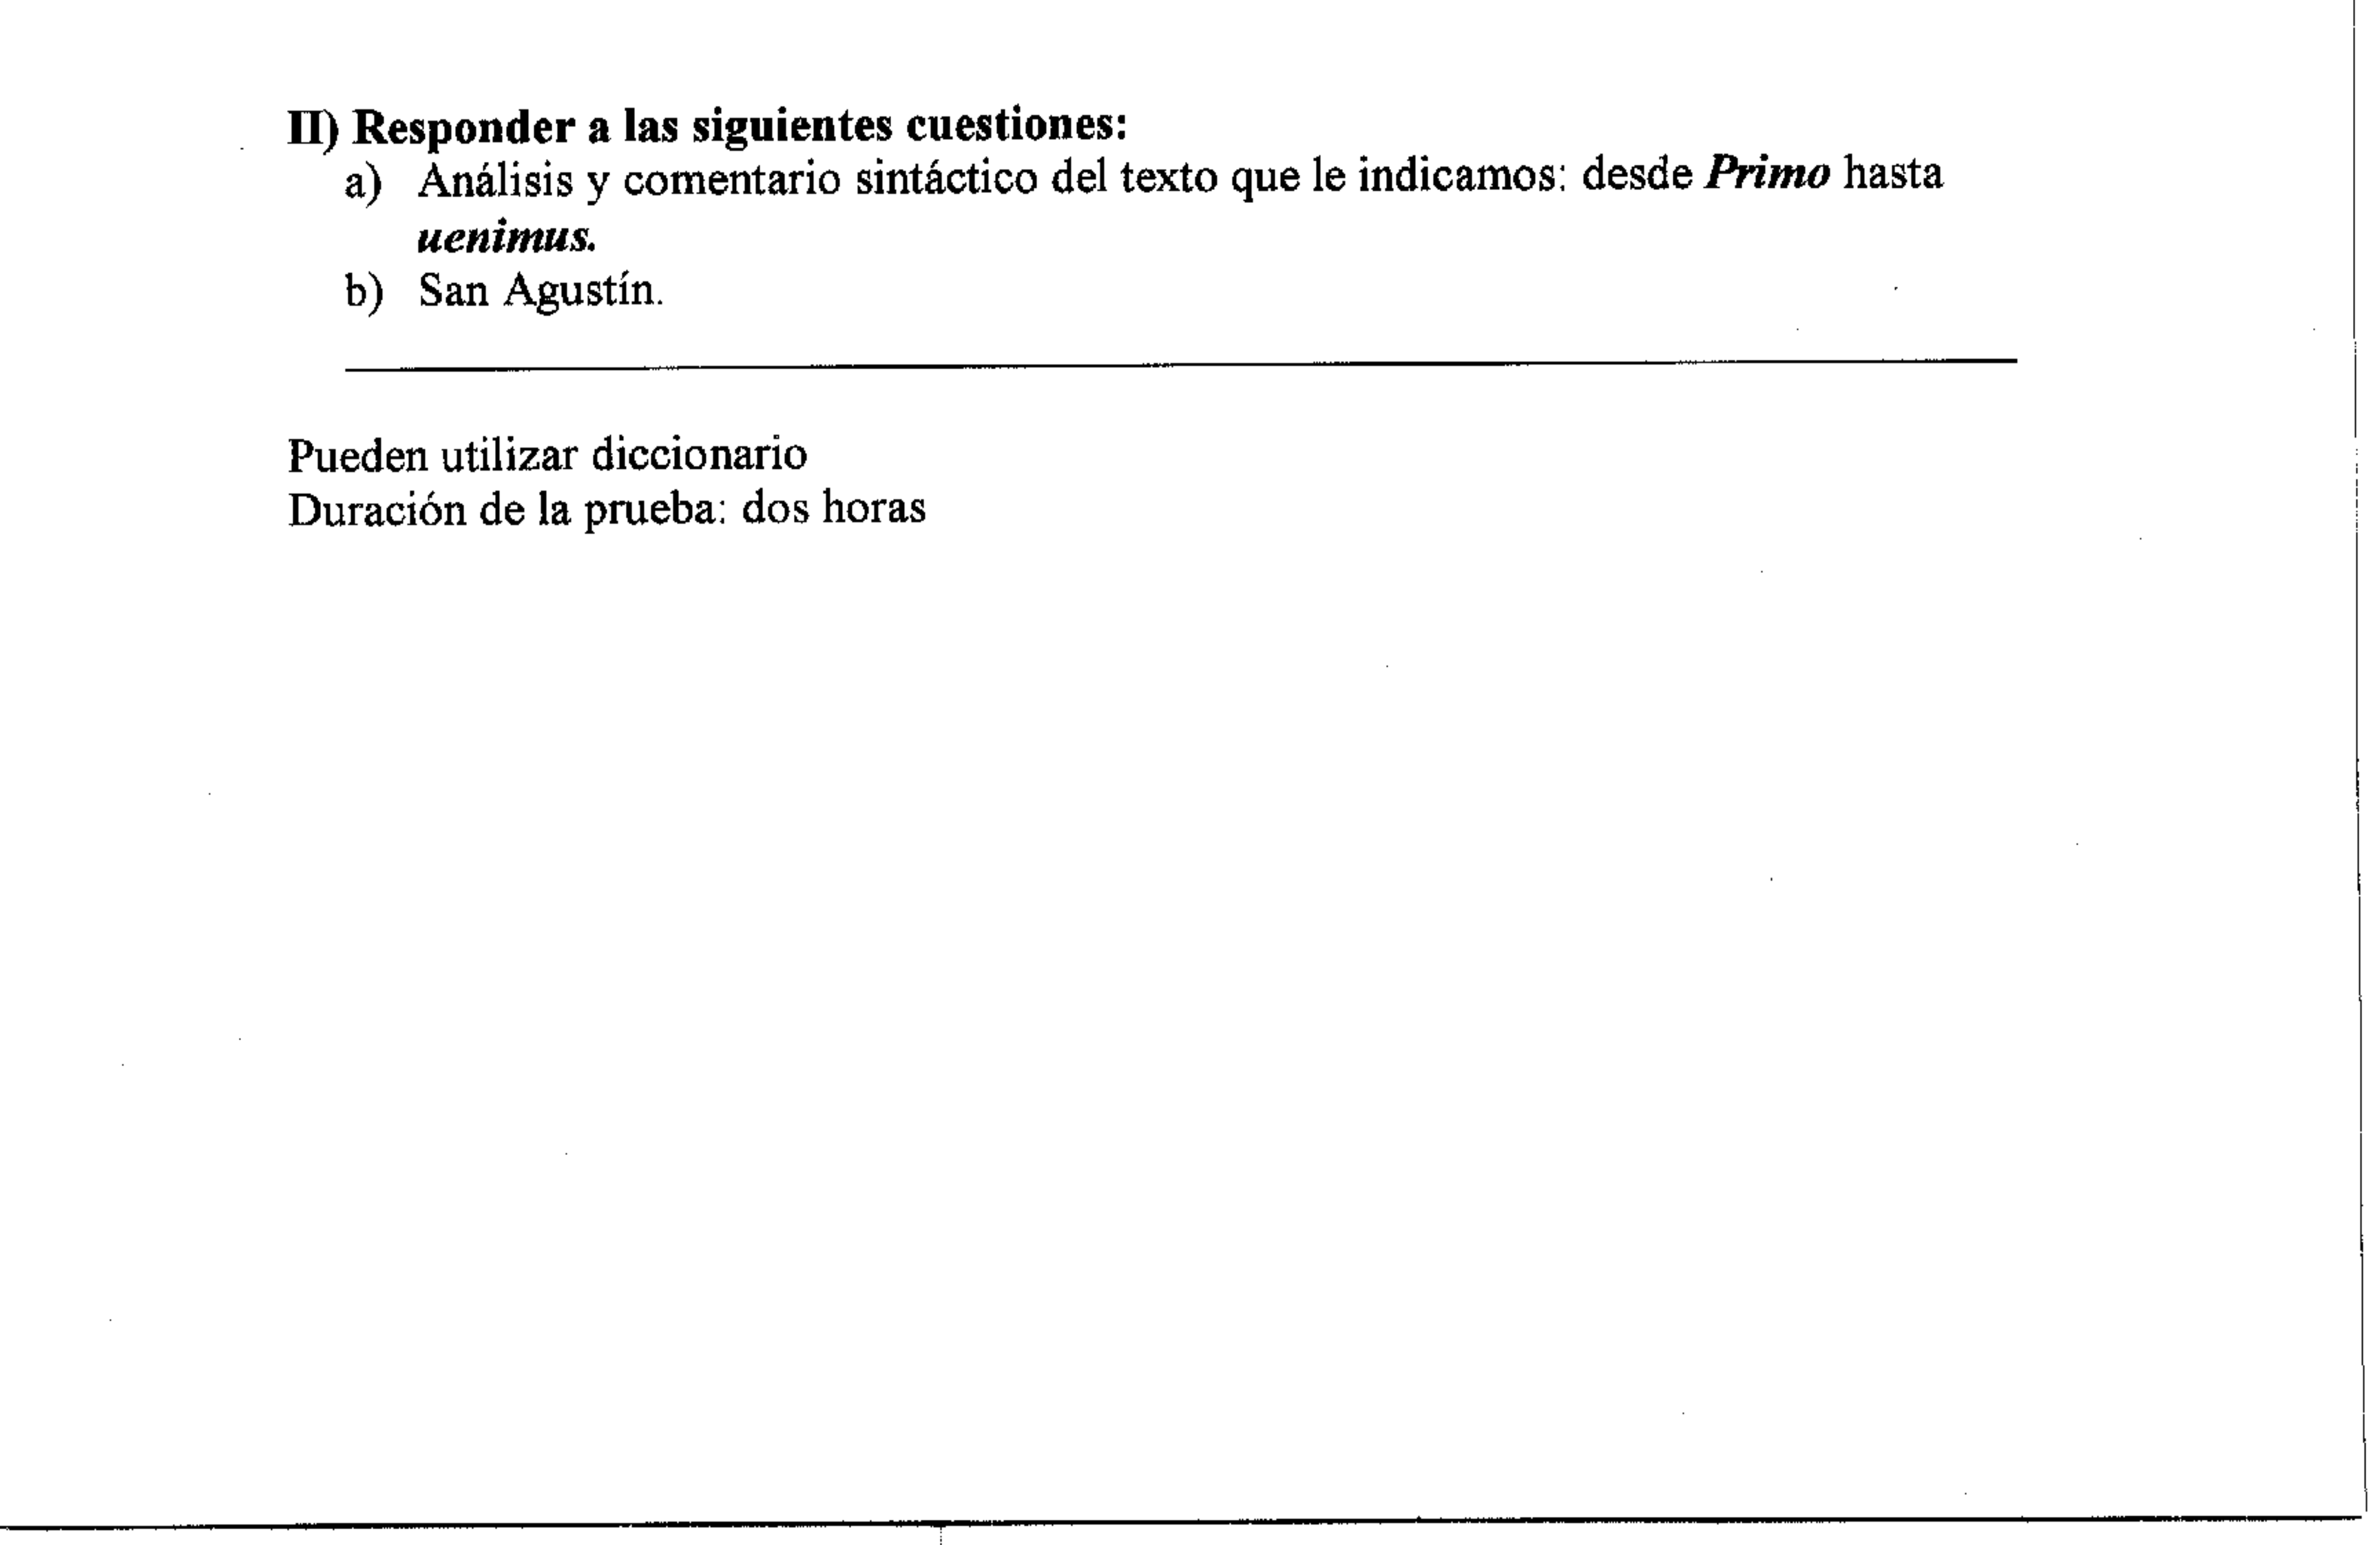 II) Responder a las siguientes cuestiones:
a) Análisis y comentario sintáctico del texto que le indicamos: desde Primo hasta
uenimus.
b) San Agustín.
Pueden utilizar diccionario
Duración de la prueba: dos horas